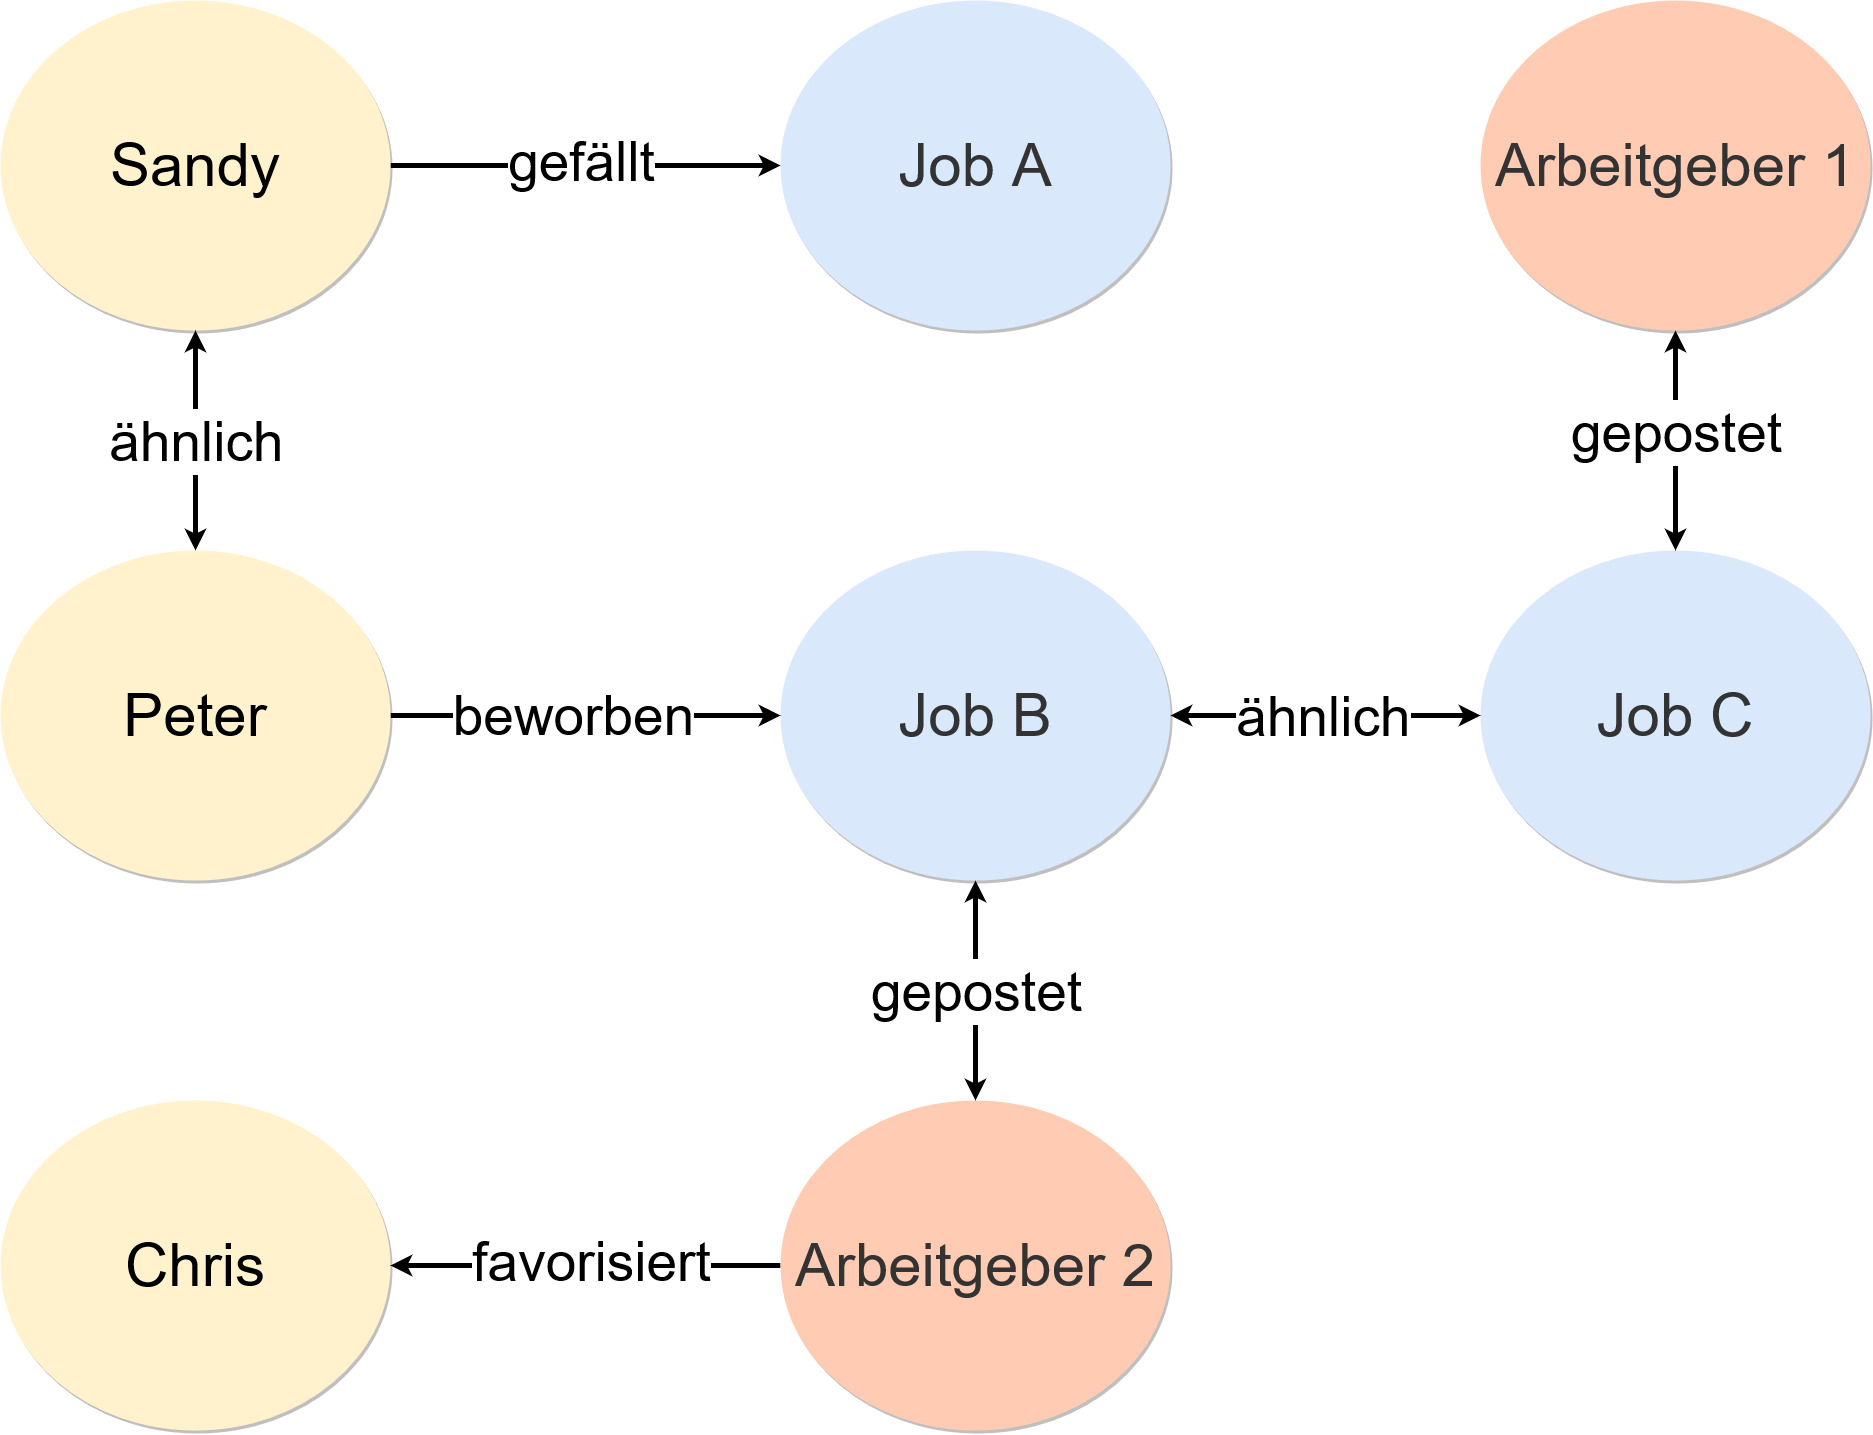 Sandy
gefällt
Job A
Arbeitgeber 1
ähnlich
gepostet
Peter
beworben
Job B
ähnlich
Job C
gepostet
Chris
favorisiert
Arbeitgeber 2